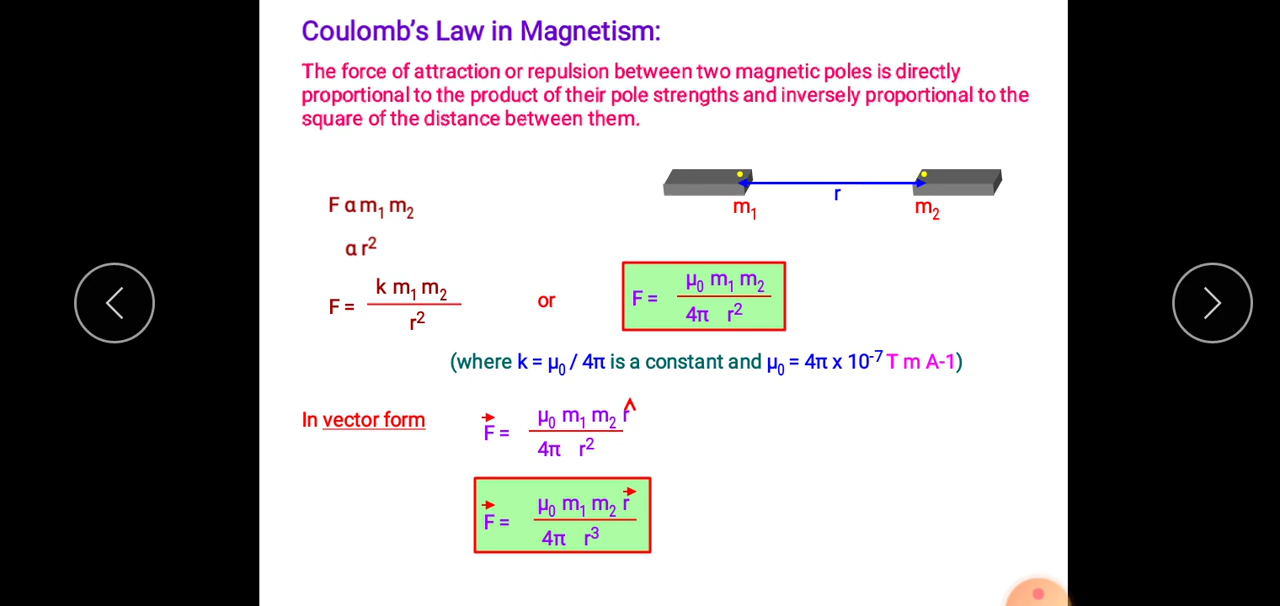 Coulomb’s Law in Magnetism:
The force of attraction or repulsion between two magnetic poles is directly
proportional to the product of their pole strengths and inversely proportional to the
square of the distance between them.
r
m₁ m₂
F α m₁ m₂
α r²
F = k m₁ m₂ / r² or F = μ₀ m₁ m₂ / 4π r²
(where k = μ₀ / 4π is a constant and μ₀ = 4π x 10⁻⁷ T m A-1)
In vector form F⃗ = μ₀ m₁ m₂ r̂ / 4π r²
F⃗ = μ₀ m₁ m₂ r⃗ / 4π r³